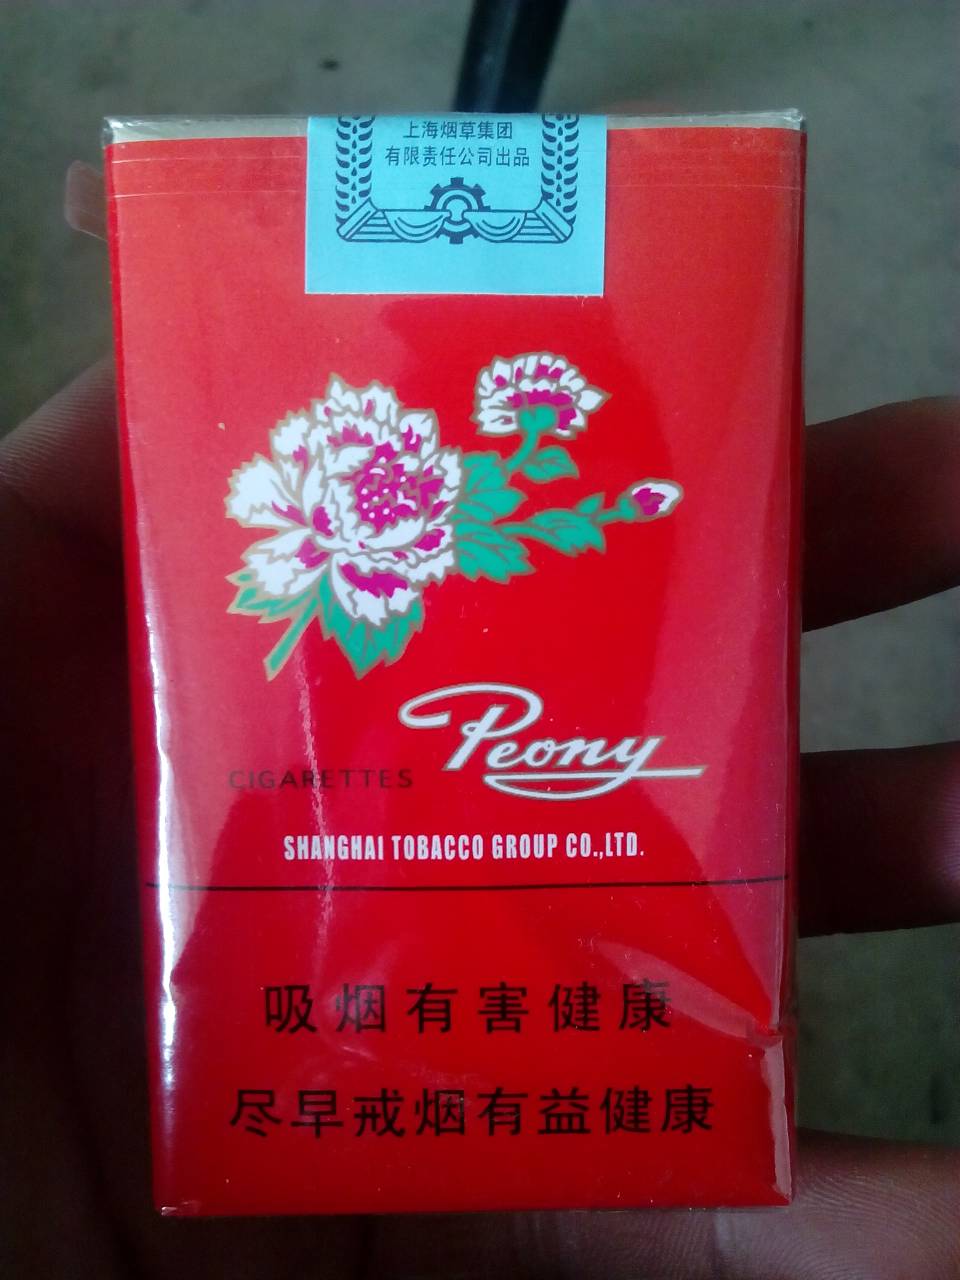 上海烟草集团
有限责任公司出品
Peony
CIGARETTES
SHANGHAI TOBACCO GROUP CO.,LTD.
吸烟有害健康
尽早戒烟有益健康